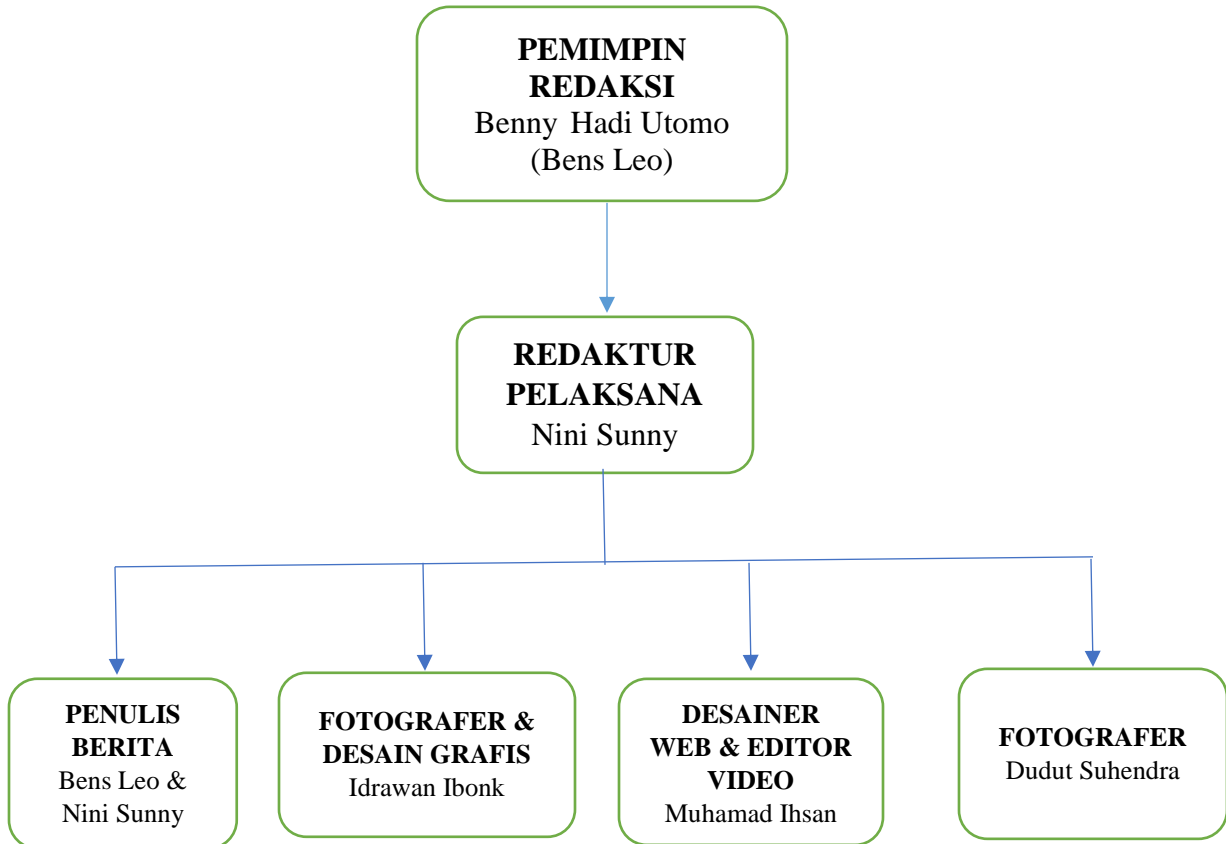 PEMIMPIN
REDAKSI
Benny Hadi Utomo
(Bens Leo)
REDAKTUR
PELAKSANA
Nini Sunny
PENULIS
BERITA
Bens Leo &
Nini Sunny
FOTOGRAFER &
DESAIN GRAFIS
Idrawan Ibonk
DESAINER
WEB & EDITOR
VIDEO
Muhamad Ihsan
FOTOGRAFER
Dudut Suhendra